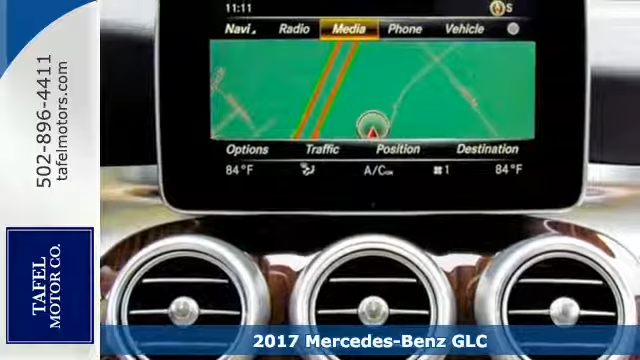 11:11
S
Navi Radio Media Phone Vehicle
Options Traffic Position Destination
84°F A/C ON 1 84°F
502-896-4411
tafelmotors.com
TAFEL
MOTOR CO.
2017 Mercedes-Benz GLC